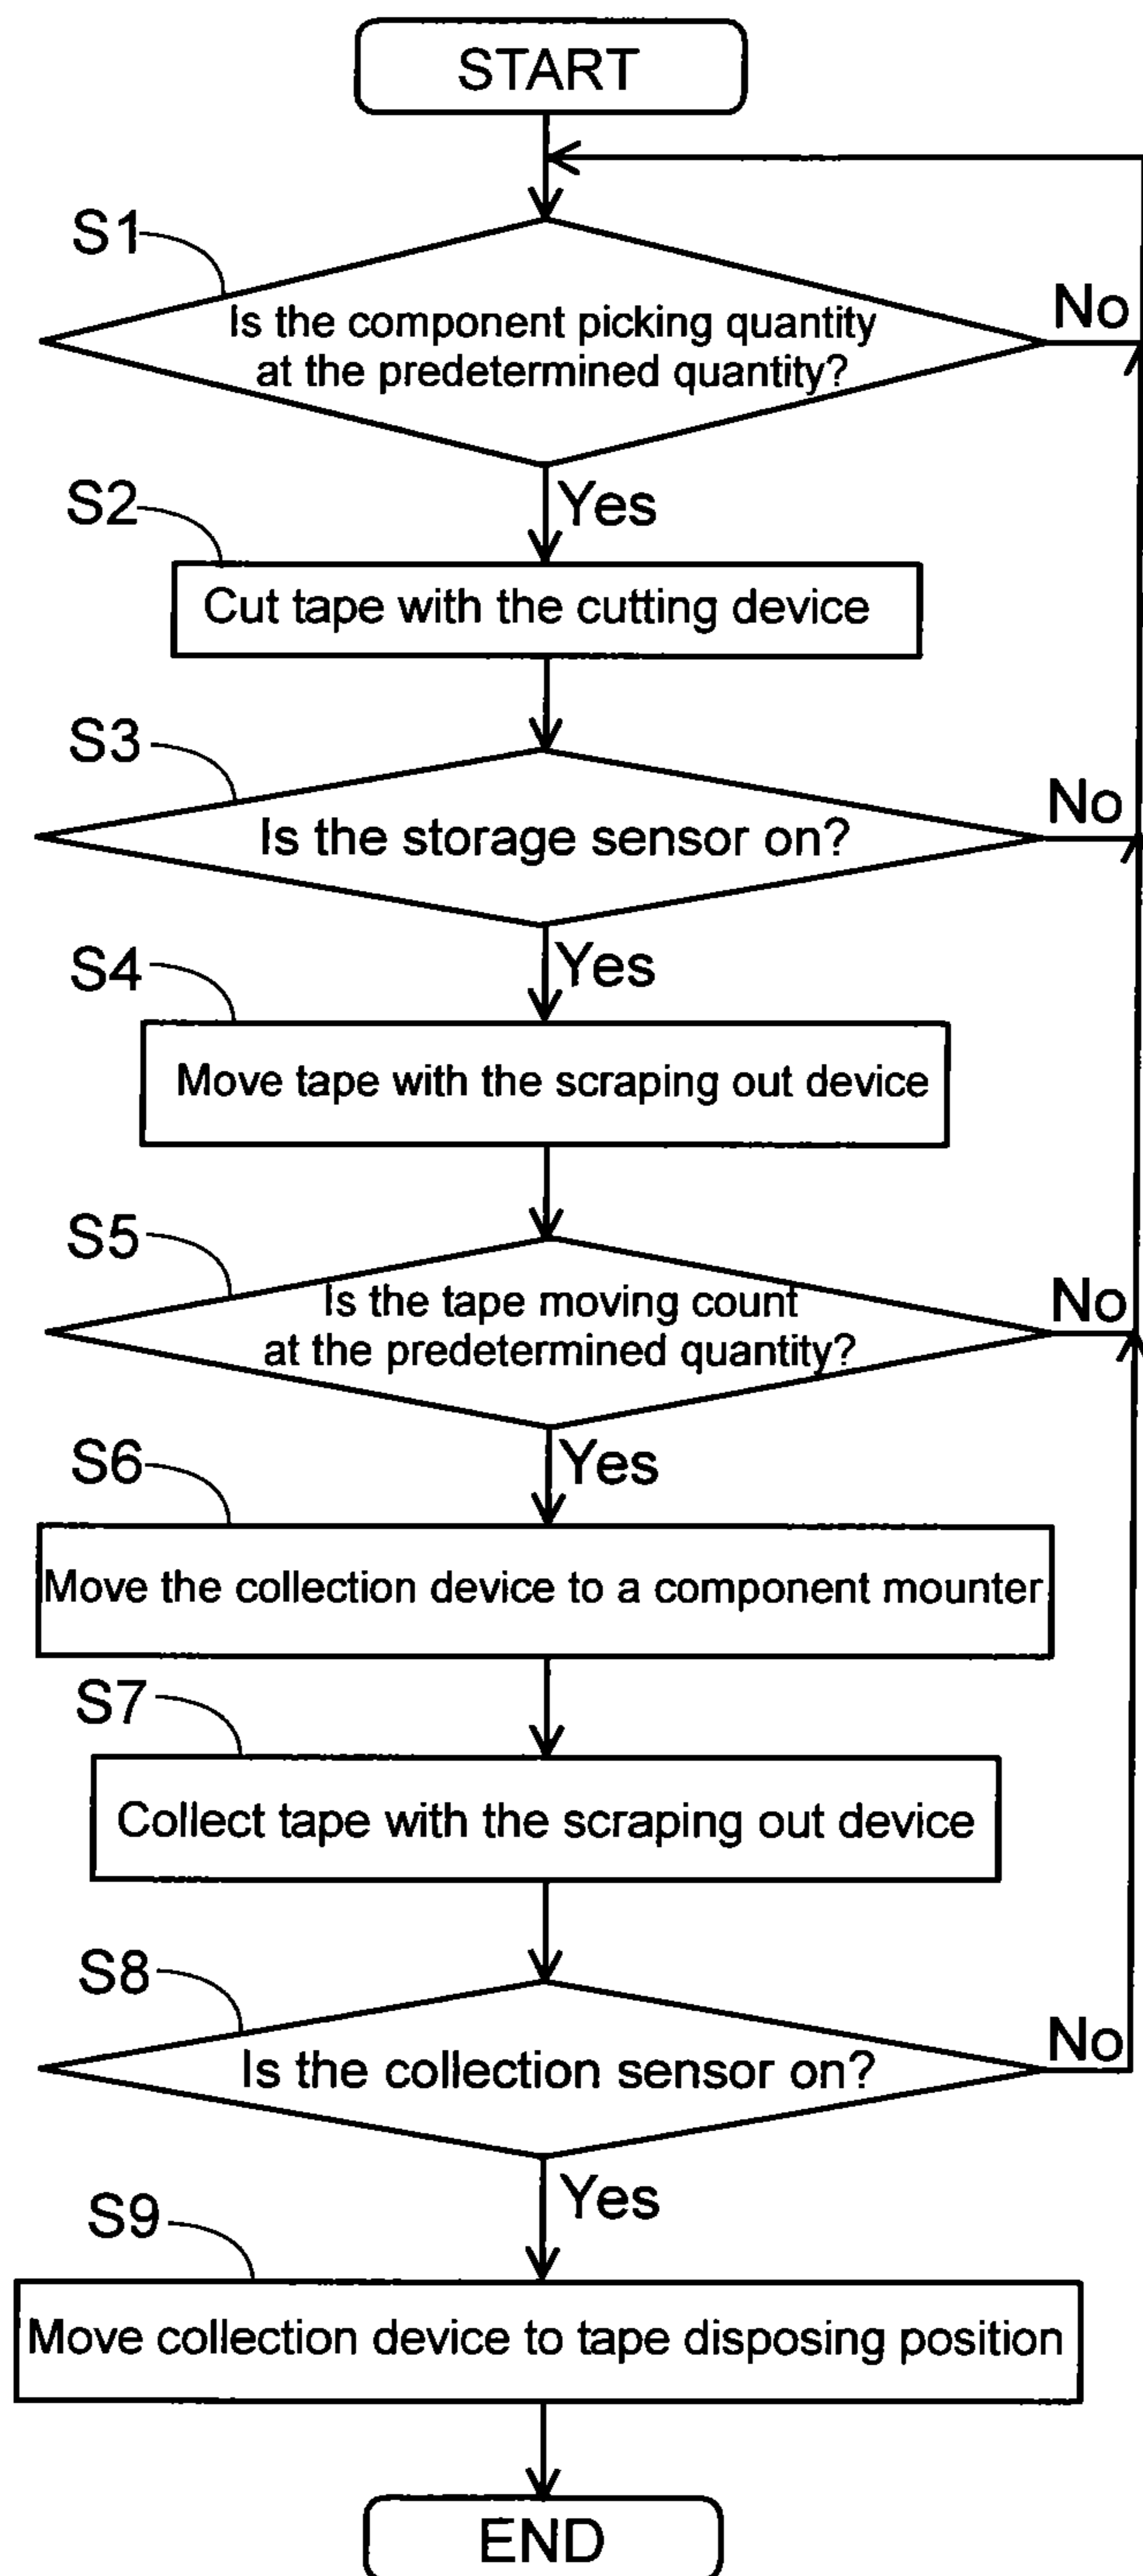 START
S1
Is the component picking quantity
at the predetermined quantity?
No
Yes
S2
Cut tape with the cutting device
S3
Is the storage sensor on?
No
Yes
S4
Move tape with the scraping out device
S5
Is the tape moving count
at the predetermined quantity?
No
Yes
S6
Move the collection device to a component mounter
S7
Collect tape with the scraping out device
S8
Is the collection sensor on?
No
Yes
S9
Move collection device to tape disposing position
END